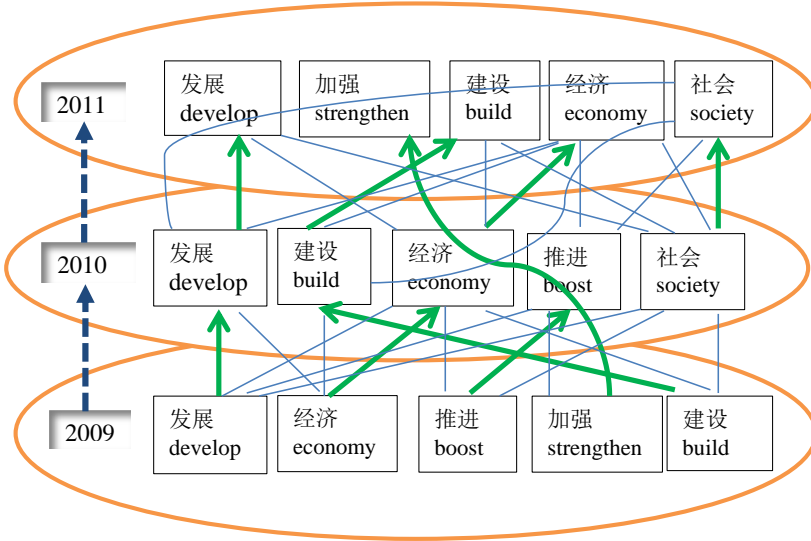 2011
发展
develop
加强
strengthen
建设
build
经济
economy
社会
society
2010
发展
develop
建设
build
经济
economy
推进
boost
社会
society
2009
发展
develop
经济
economy
推进
boost
加强
strengthen
建设
build